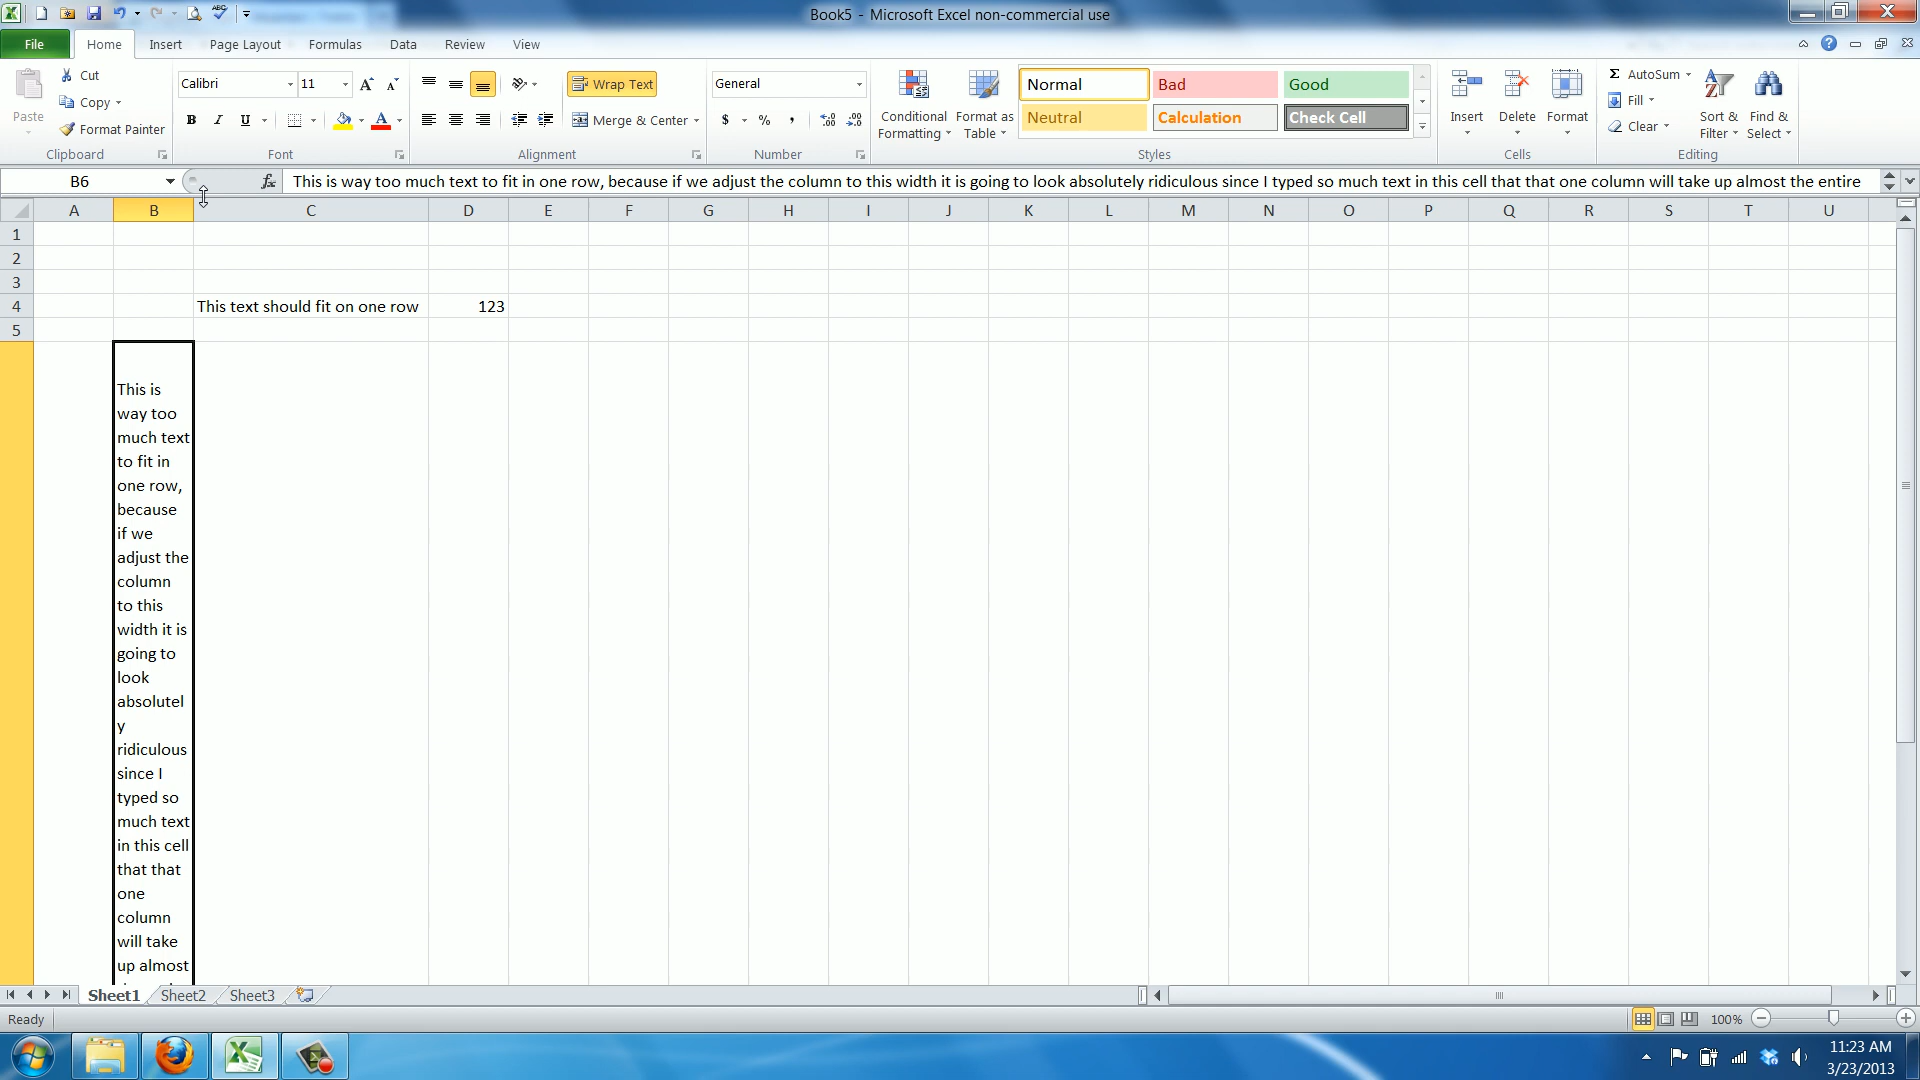 Book5 - Microsoft Excel non-commercial use
File Home Insert Page Layout Formulas Data Review View
Paste
Cut
Copy
Format Painter
Clipboard
Calibri 11
B I U
Font
Wrap Text
Merge & Center
Alignment
General
$ % ,
Number
Conditional Formatting
Format as Table
Normal Bad Good
Neutral Calculation Check Cell
Styles
Insert Delete Format
Cells
AutoSum
Fill
Clear
Sort & Filter
Find & Select
Editing
B6 fx This is way too much text to fit in one row, because if we adjust the column to this width it is going to look absolutely ridiculous since I typed so much text in this cell that that one column will take up almost the entire
A B C D E F G H I J K L M N O P Q R S T U
1
2
3
4 This text should fit on one row 123
5
This is
way too
much text
to fit in
one row,
because
if we
adjust the
column
to this
width it is
going to
look
absolutel
y
ridiculous
since I
typed so
much text
in this cell
that that
one
column
will take
up almost
Sheet1 Sheet2 Sheet3
Ready 100%
11:23 AM
3/23/2013